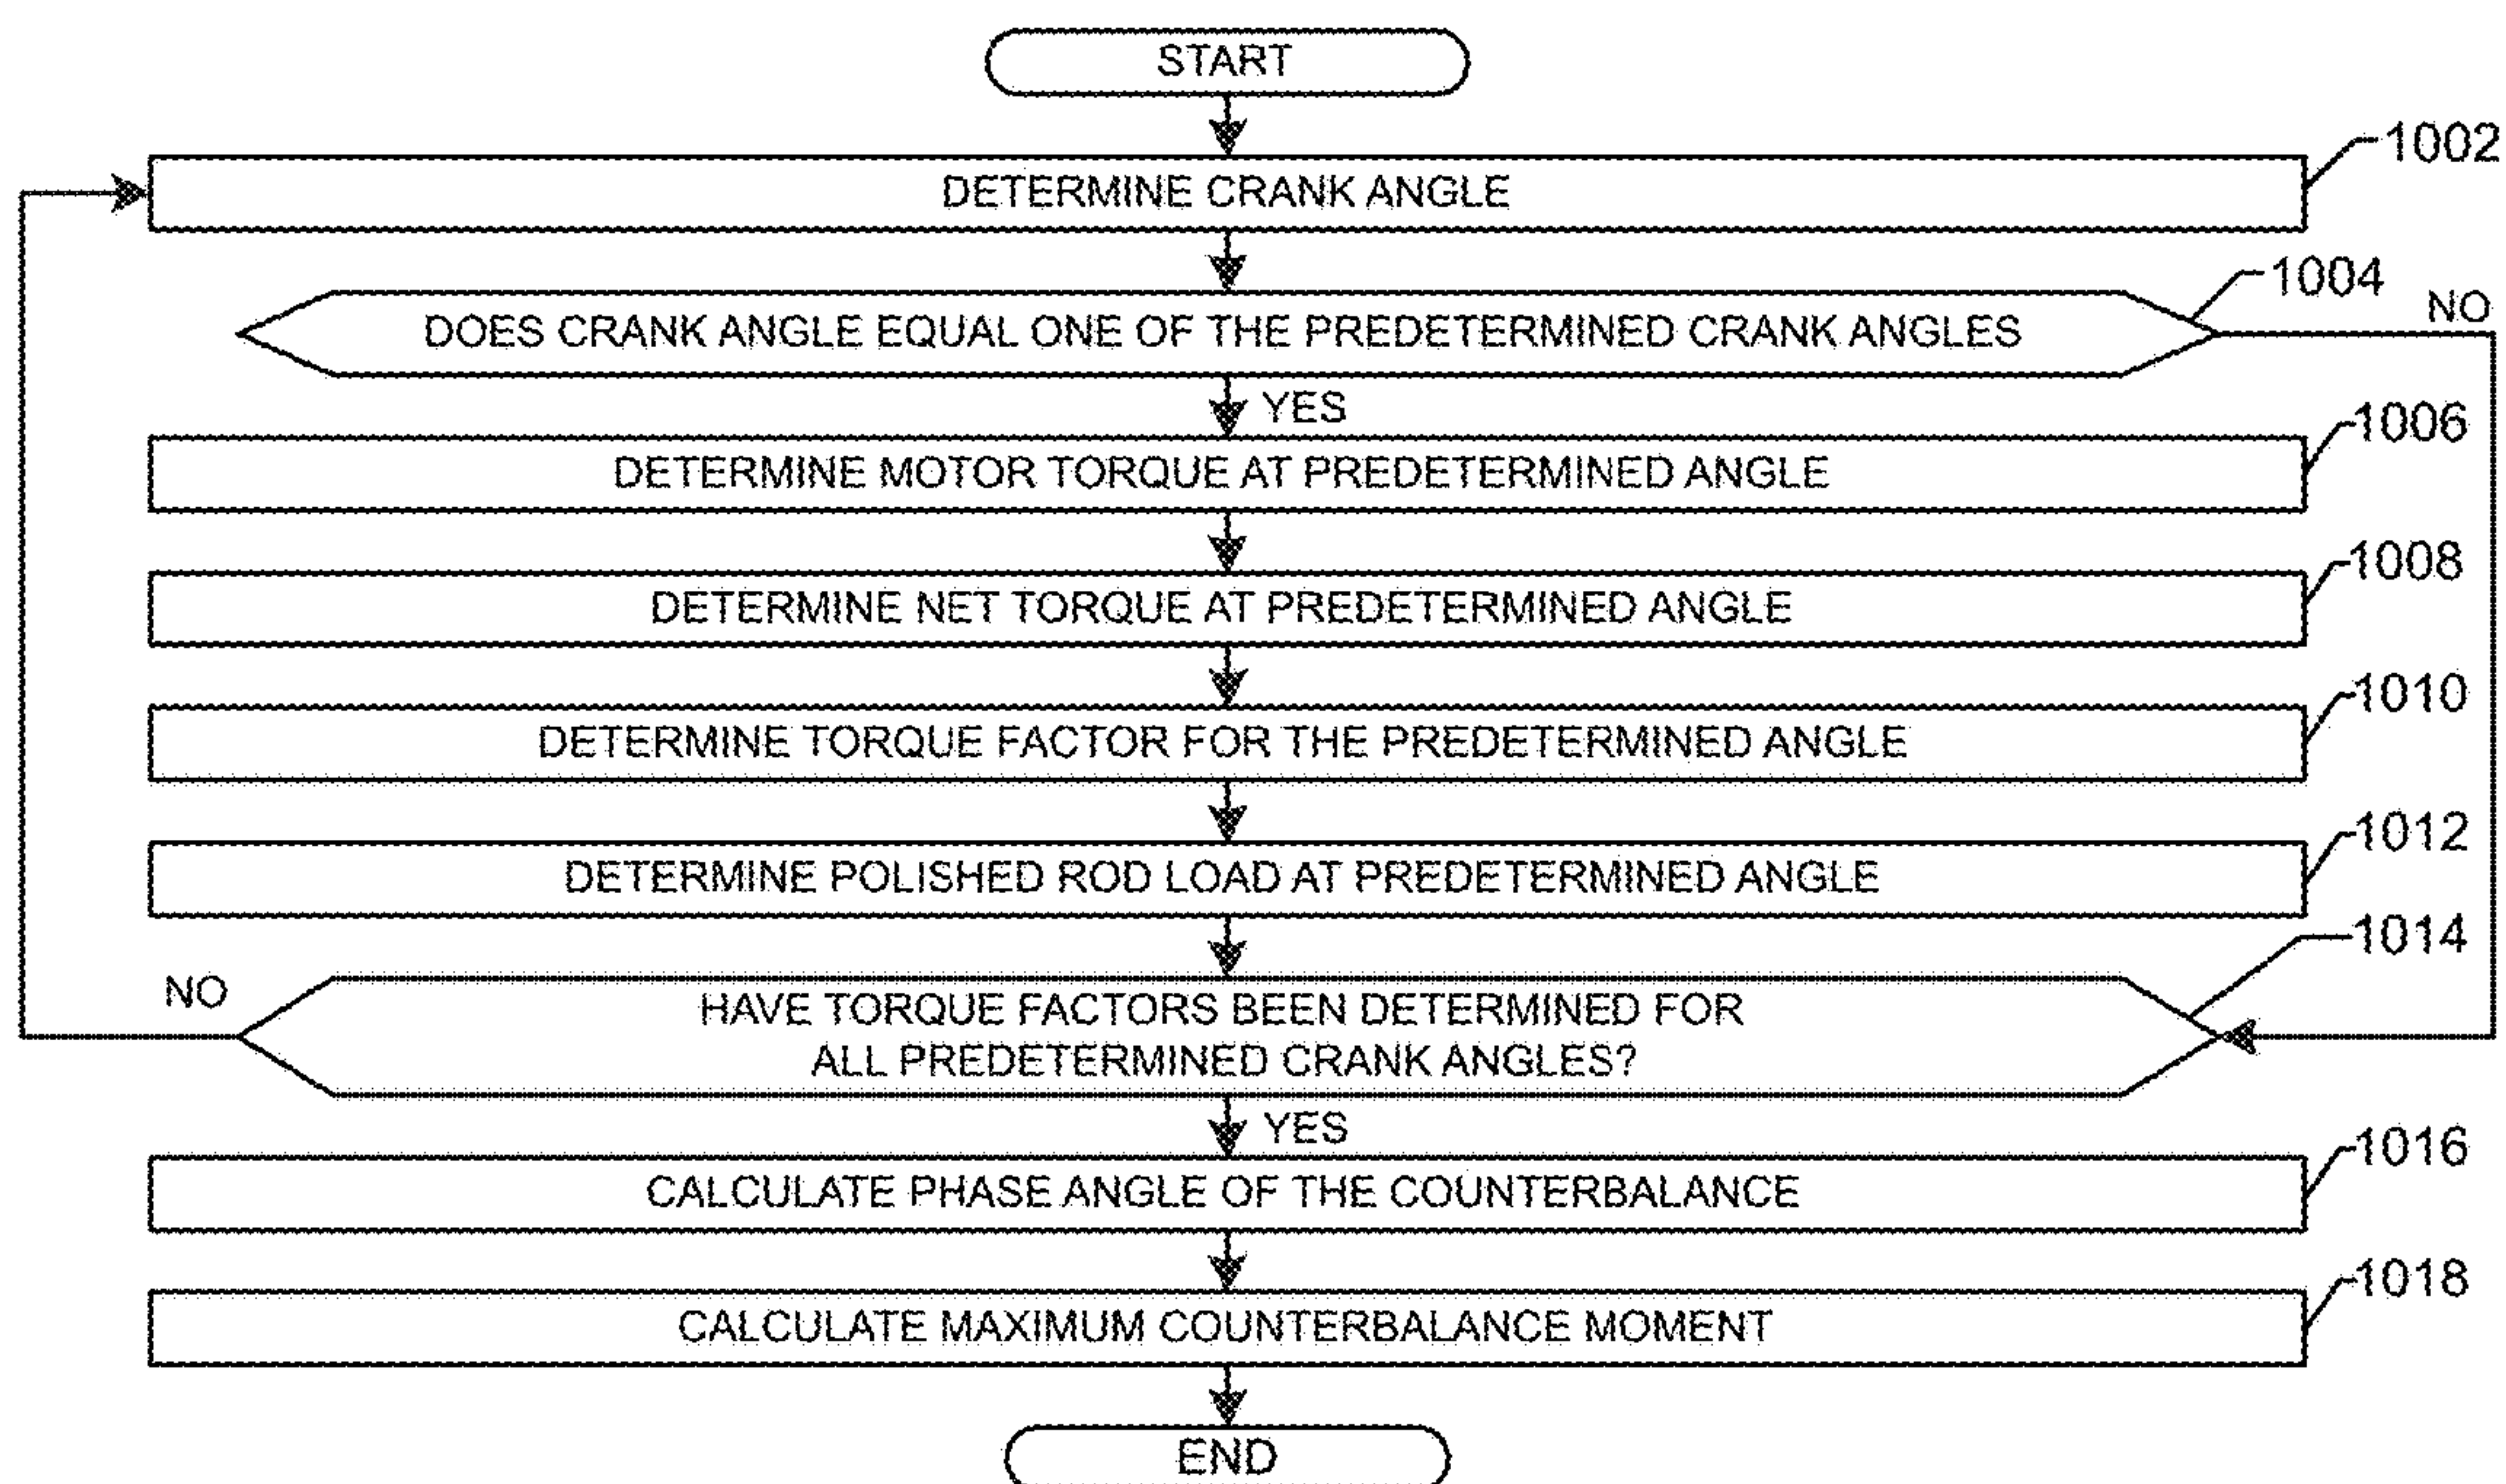 START
DETERMINE CRANK ANGLE
1002
DOES CRANK ANGLE EQUAL ONE OF THE PREDETERMINED CRANK ANGLES
1004
NO
YES
DETERMINE MOTOR TORQUE AT PREDETERMINED ANGLE
1006
DETERMINE NET TORQUE AT PREDETERMINED ANGLE
1008
DETERMINE TORQUE FACTOR FOR THE PREDETERMINED ANGLE
1010
DETERMINE POLISHED ROD LOAD AT PREDETERMINED ANGLE
1012
1014
NO
HAVE TORQUE FACTORS BEEN DETERMINED FOR
ALL PREDETERMINED CRANK ANGLES?
YES
CALCULATE PHASE ANGLE OF THE COUNTERBALANCE
1016
CALCULATE MAXIMUM COUNTERBALANCE MOMENT
1018
END